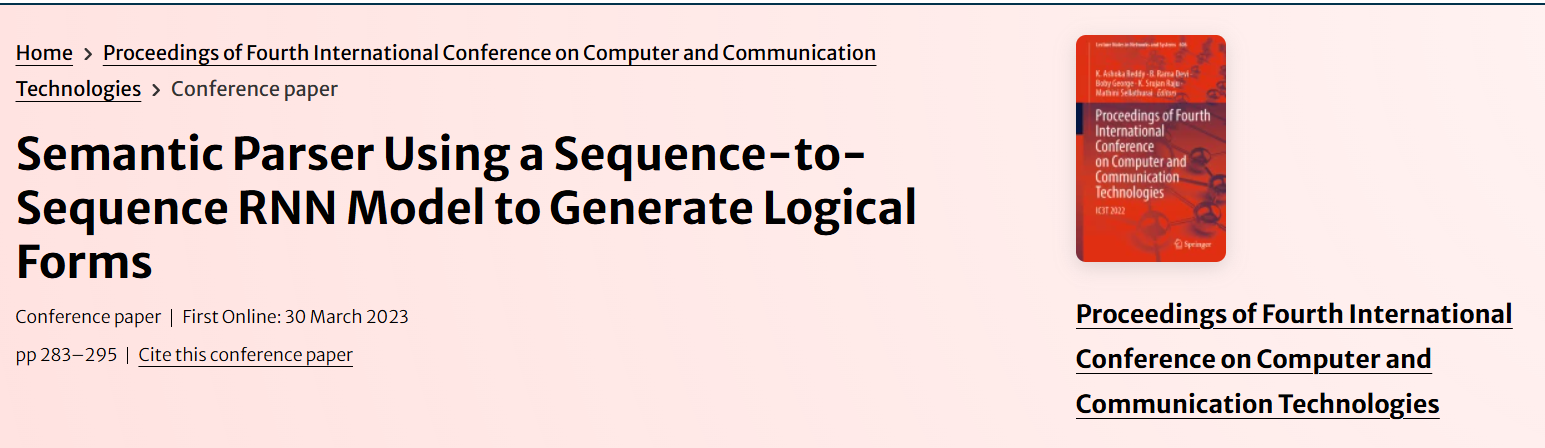 Home > Proceedings of Fourth International Conference on Computer and Communication
Technologies > Conference paper
Semantic Parser Using a Sequence-to-
Sequence RNN Model to Generate Logical
Forms
Conference paper | First Online: 30 March 2023
pp 283–295 | Cite this conference paper
Lecture Notes in Networks and Systems 606
K. Ashoka Reddy · B. Rama Devi
Boby George · K. Srujan Raju
Mathini Sellathurai Editors
Proceedings of Fourth
International
Conference
on Computer and
Communication
Technologies
IC3T 2022
Springer
Proceedings of Fourth International
Conference on Computer and
Communication Technologies